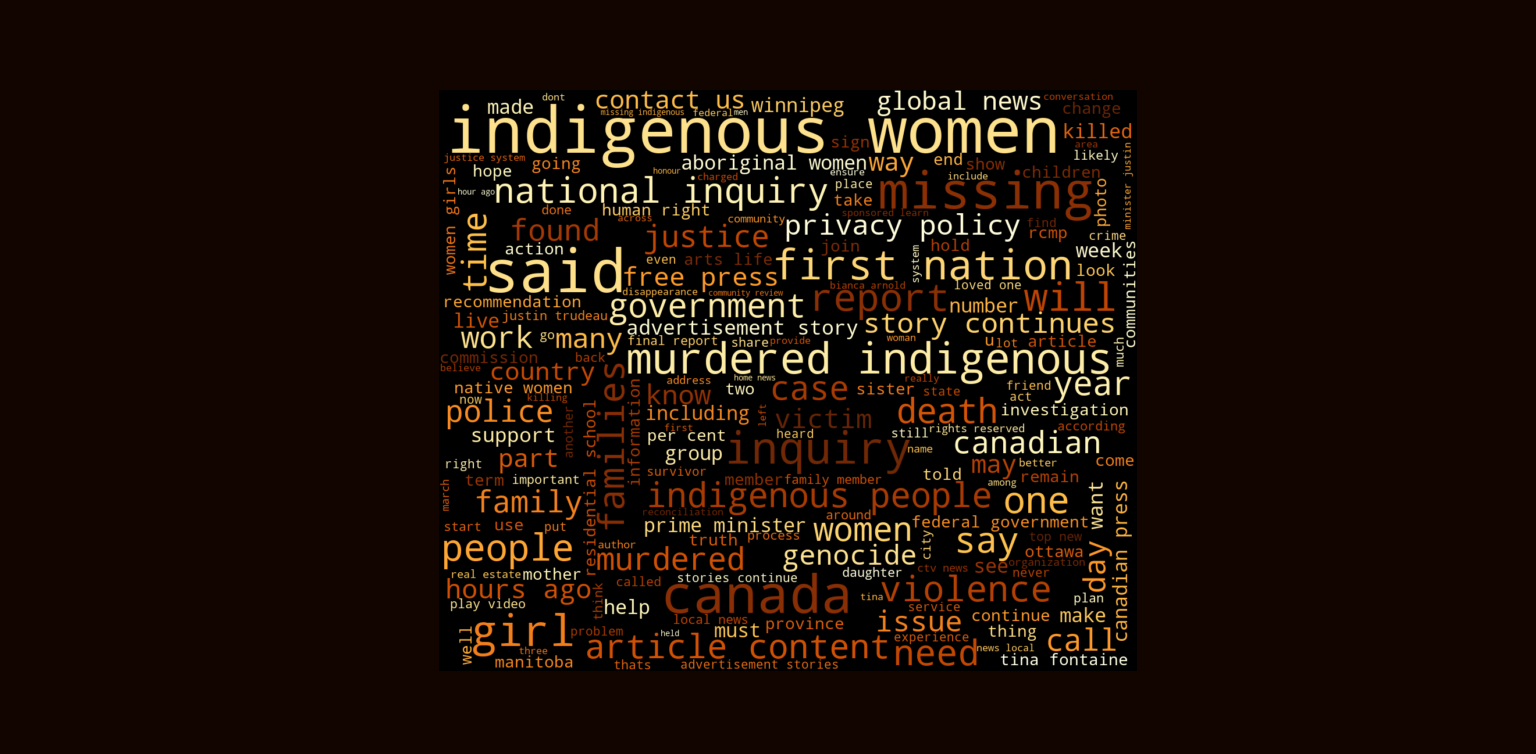 dont
contact us
winnipeg
global news
conversation
made
missing indigenous
federal
men
change
indigenous women
sign
killed
area
justice system
going
aboriginal women
way
end
show
likely
hope
honour
charged
ensure
include
children
minister justin
hour ago
national inquiry
place
missing
photo
women girls
take
done
human right
across
community
sponsored learn
find
time
found
justice
privacy policy
rcmp
crime
action
join
hold
week
communities
said
even
arts life
first nation
system
look
free press
disappearance
community review
bianca arnold
loved one
recommendation
government
report
number
will
live
justin trudeau
advertisement story
story continues
work
go
many
final report
share
provide
woman
u
lot
article
much
commission
back
murdered indigenous
believe
country
families
address
home news
really
year
native women
information
know
two
case
sister
state
friend
now
killing
act
police
residential school
including
left
victim
death
investigation
another
first
support
per cent
heard
still
rights reserved
according
inquiry
canadian
name
right
part
group
survivor
told
may
better
come
term
important
member
family member
among
remain
march
family
indigenous people
one
want
canadian press
reconciliation
around
start
use
put
prime minister
women
federal government
truth
process
city
say
top new
people
author
murdered
genocide
ottawa
day
real estate
mother
stories continue
daughter
ctv news
see
organization
never
hours ago
think
called
canada
tina
violence
plan
play video
help
service
local news
province
issue
continue
make
well
girl
problem
held
must
experience
thing
call
three
article content
need
news local
manitoba
thats
advertisement stories
tina fontaine